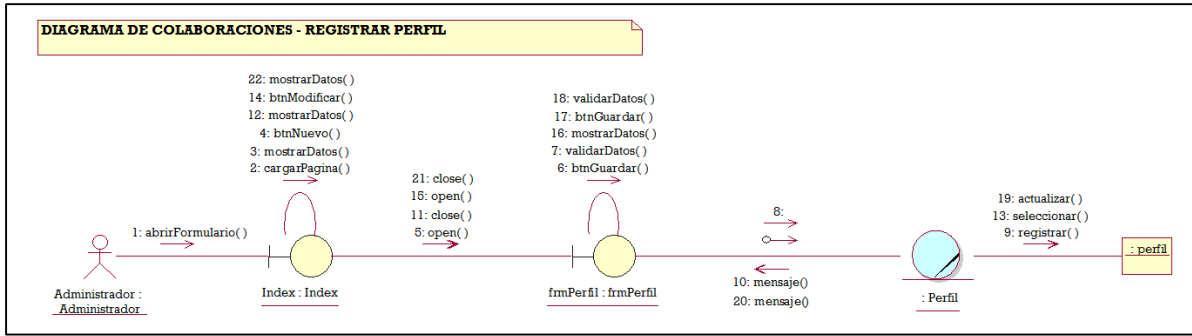 DIAGRAMA DE COLABORACIONES - REGISTRAR PERFIL
22: mostrarDatos( )
14: btnModificar( )
12: mostrarDatos( )
4: btnNuevo( )
3: mostrarDatos( )
2: cargarPagina( )
18: validarDatos( )
17: btnGuardar( )
16: mostrarDatos( )
7: validarDatos( )
6: btnGuardar( )
21: close( )
15: open( )
11: close( )
5: open( )
19: actualizar( )
13: seleccionar( )
9: registrar( )
8:
1: abrirFormulario( )
: perfil
10: mensaje()
20: mensaje()
Administrador :
Administrador
Index : Index
frmPerfil : frmPerfil
: Perfil